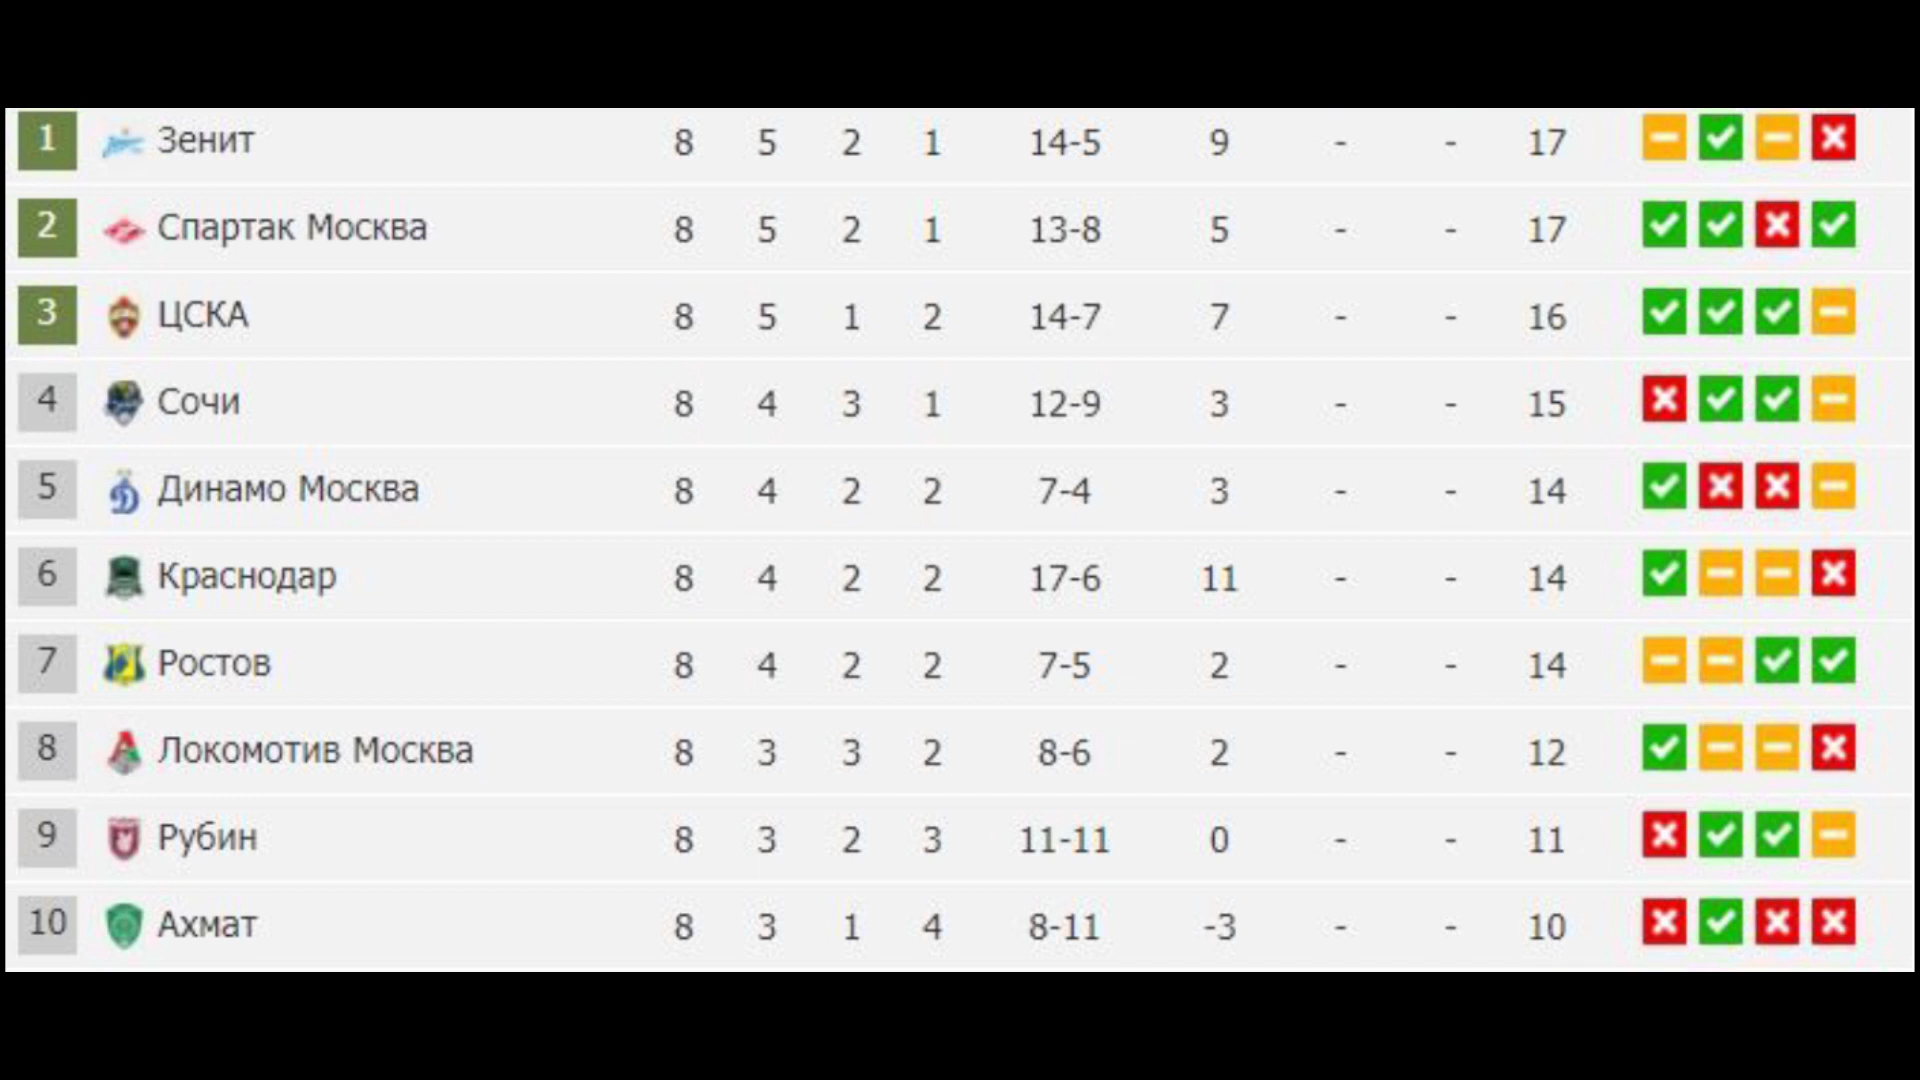 1 Зенит 8 5 2 1 14-5 9 - - 17
2 Спартак Москва 8 5 2 1 13-8 5 - - 17
3 ЦСКА 8 5 1 2 14-7 7 - - 16
4 Сочи 8 4 3 1 12-9 3 - - 15
5 Динамо Москва 8 4 2 2 7-4 3 - - 14
6 Краснодар 8 4 2 2 17-6 11 - - 14
7 Ростов 8 4 2 2 7-5 2 - - 14
8 Локомотив Москва 8 3 3 2 8-6 2 - - 12
9 Рубин 8 3 2 3 11-11 0 - - 11
10 Ахмат 8 3 1 4 8-11 -3 - - 10